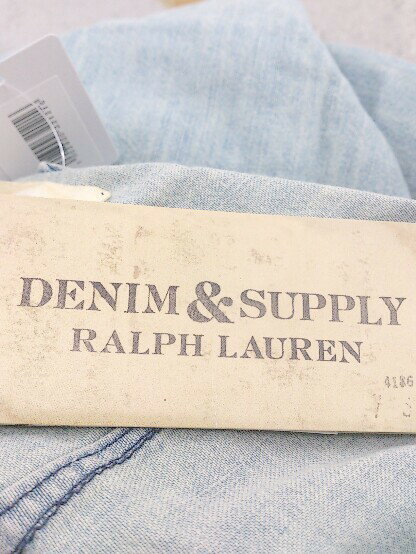 DENIM & SUPPLY
RALPH LAUREN
4186